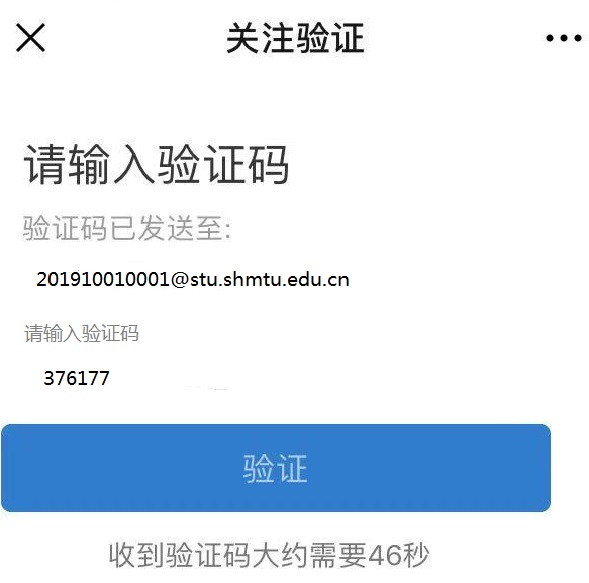 关注验证
请输入验证码
验证码已发送至:
201910010001@stu.shmtu.edu.cn
请输入验证码
376177
验证
收到验证码大约需要46秒